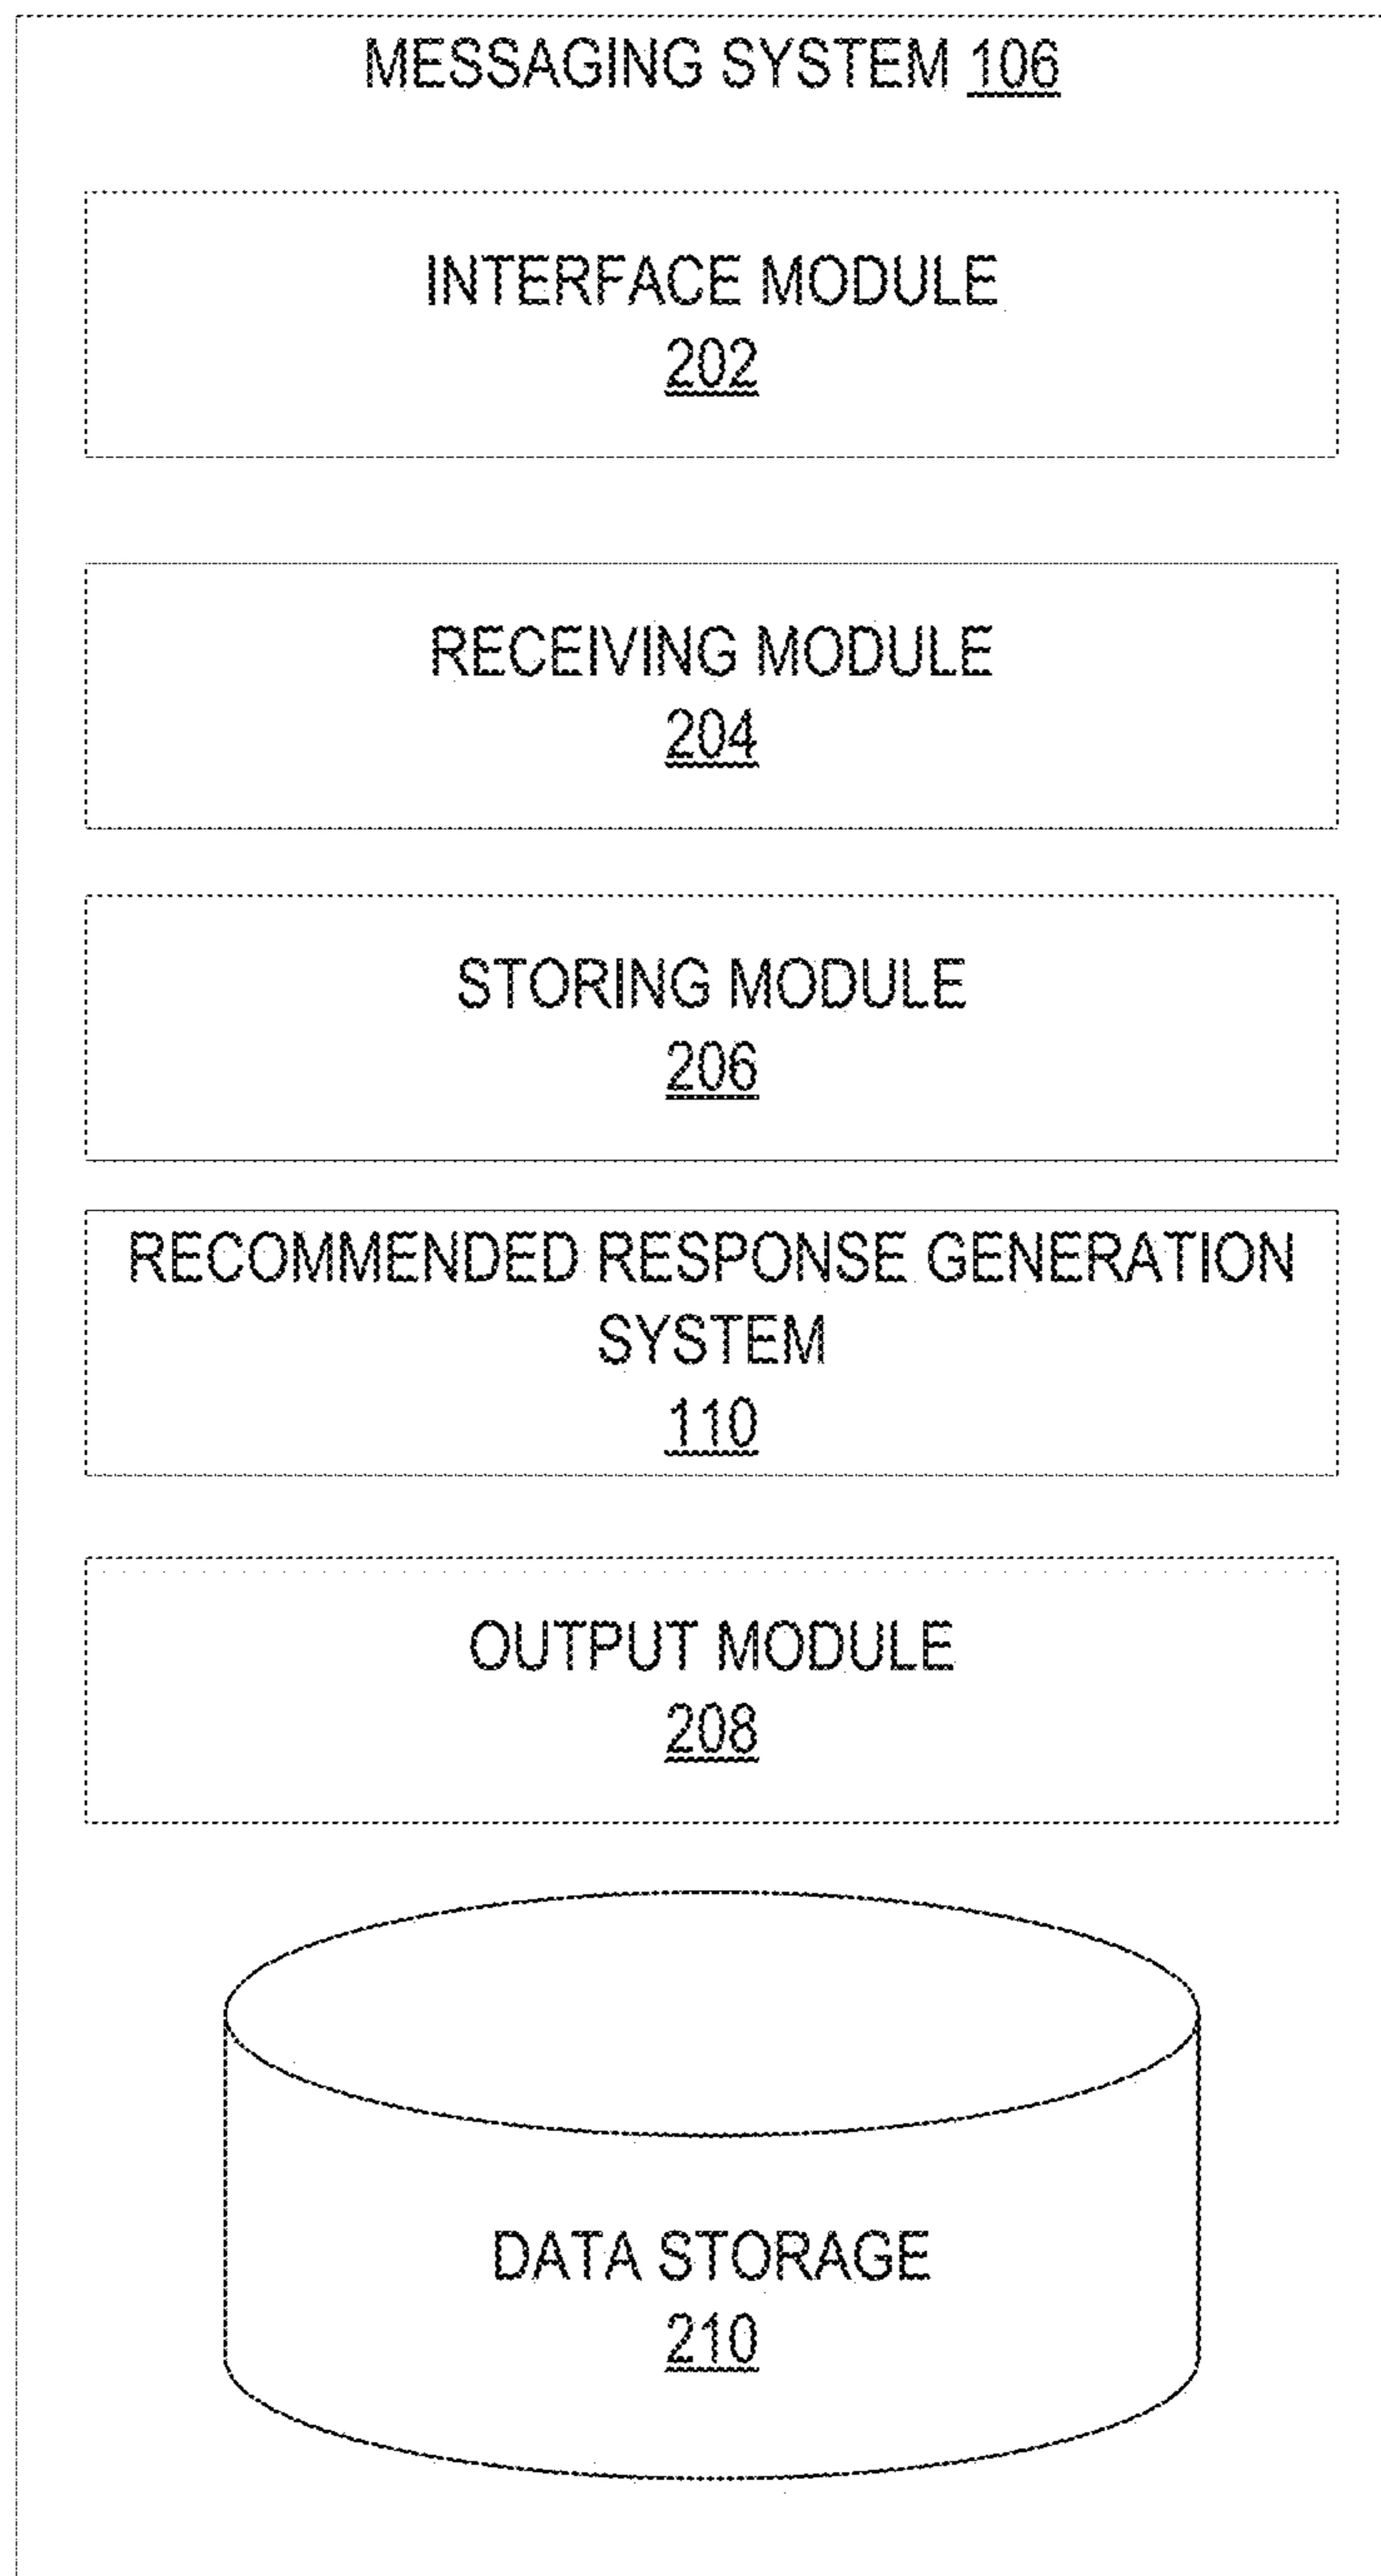 MESSAGING SYSTEM 106
INTERFACE MODULE
202
RECEIVING MODULE
204
STORING MODULE
206
RECOMMENDED RESPONSE GENERATION
SYSTEM
110
OUTPUT MODULE
208
DATA STORAGE
210